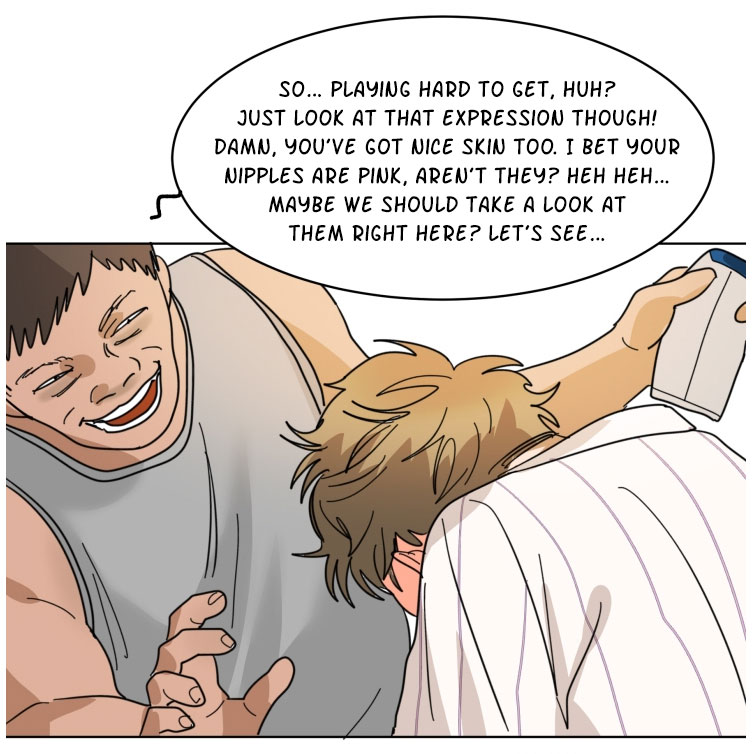 SO... PLAYING HARD TO GET, HUH?
JUST LOOK AT THAT EXPRESSION THOUGH!
DAMN, YOU'VE GOT NICE SKIN TOO. I BET YOUR
NIPPLES ARE PINK, AREN'T THEY? HEH HEH...
MAYBE WE SHOULD TAKE A LOOK AT
THEM RIGHT HERE? LET'S SEE...